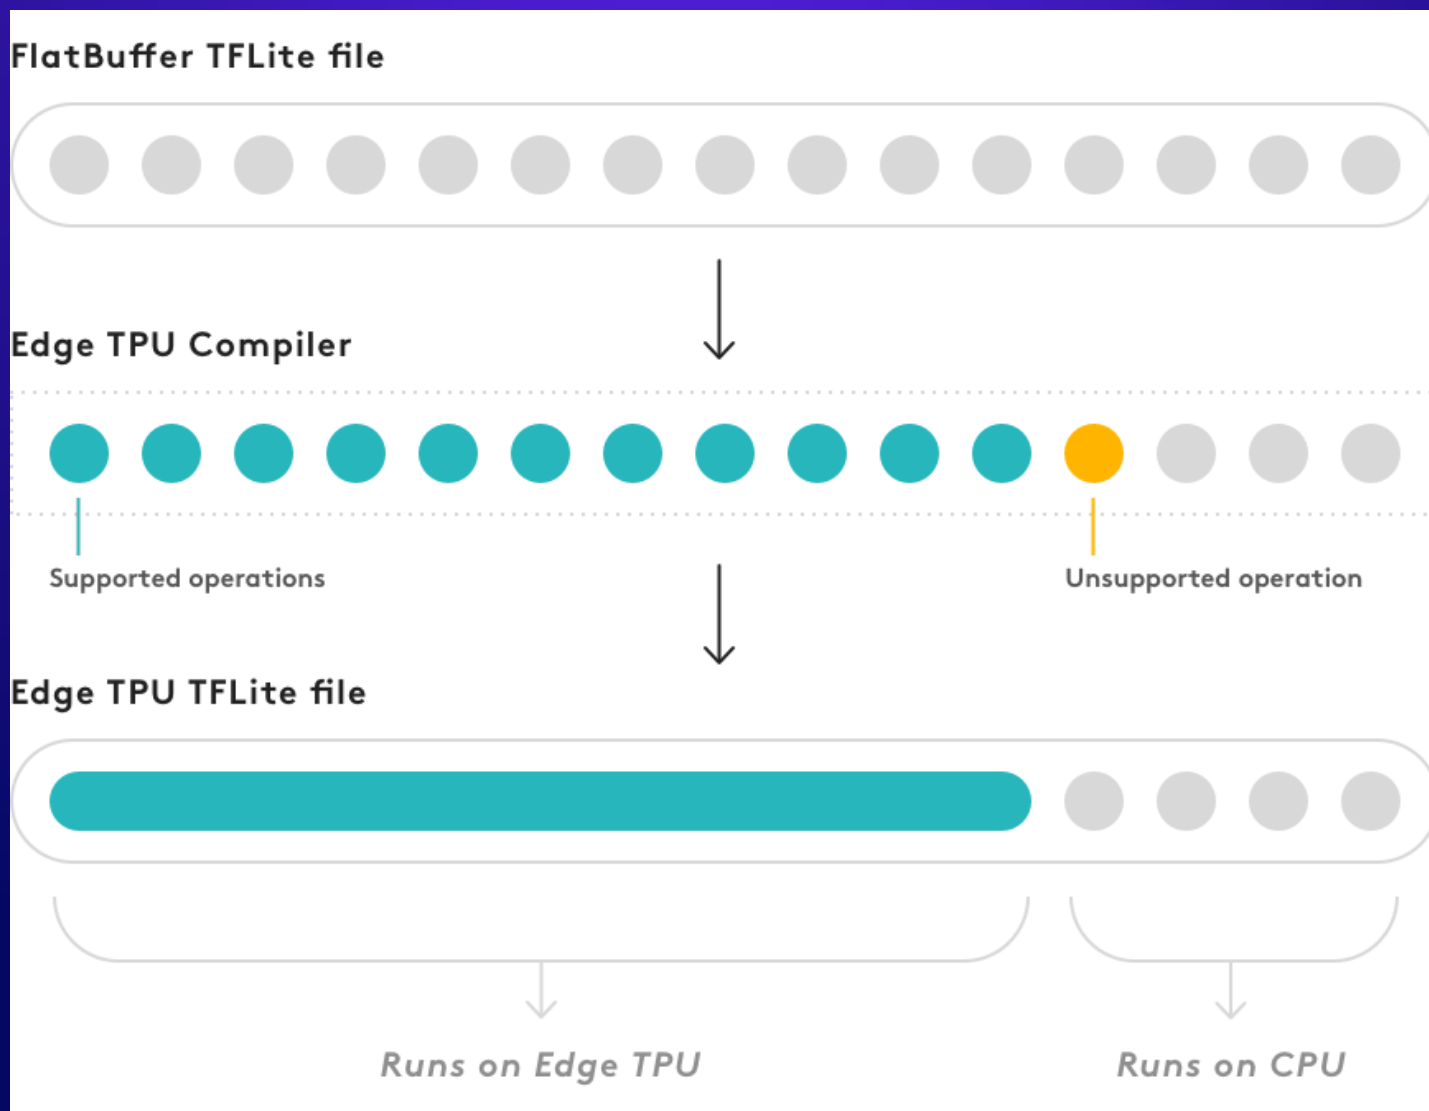 FlatBuffer TFLite file
Edge TPU Compiler
Supported operations
Unsupported operation
Edge TPU TFLite file
Runs on Edge TPU
Runs on CPU